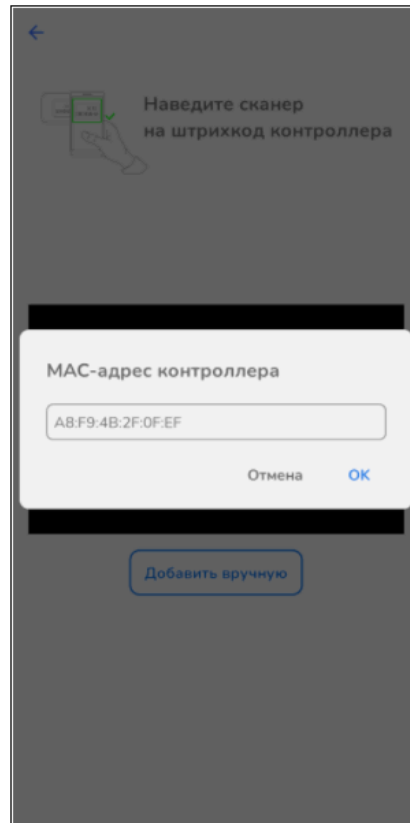 Наведите сканер
на штрихкод контроллера
MAC-адрес контроллера
A8:F9:4B:2F:0F:EF
Отмена
OK
Добавить вручную